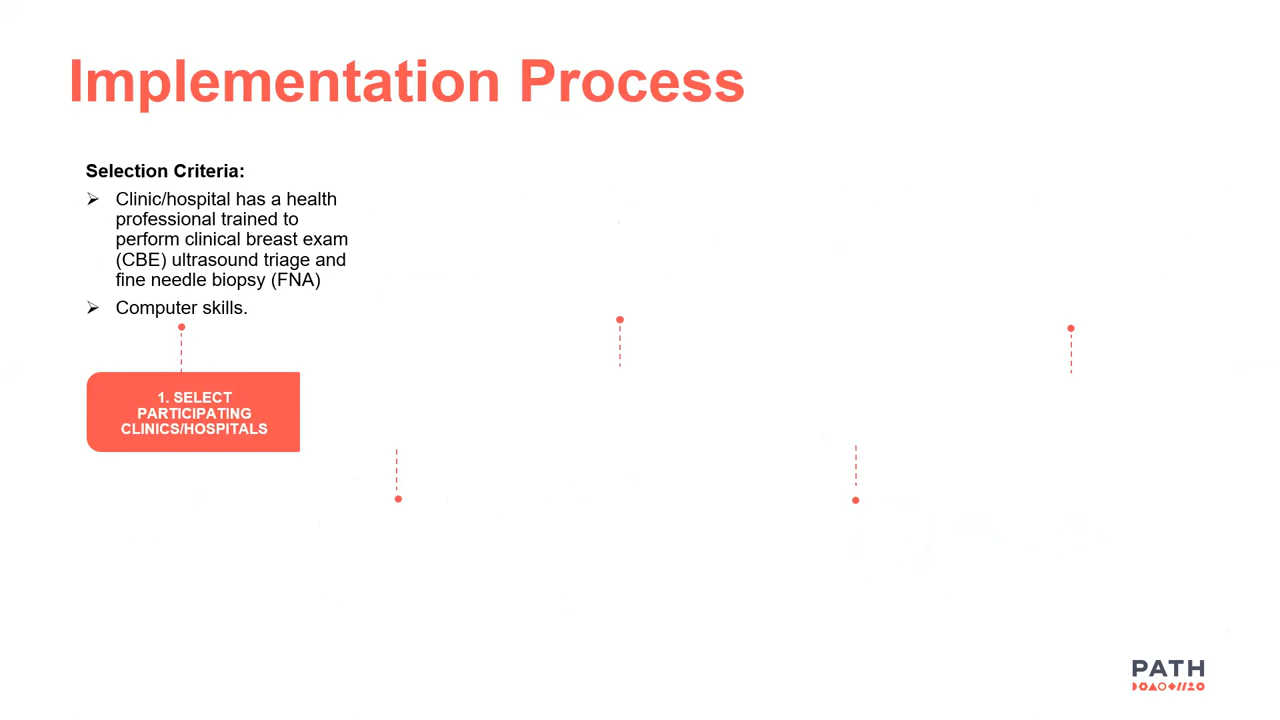 Implementation Process
Selection Criteria:
Clinic/hospital has a health
professional trained to
perform clinical breast exam
(CBE) ultrasound triage and
fine needle biopsy (FNA)
Computer skills.
1. SELECT
PARTICIPATING
CLINICS/HOSPITALS
PATH